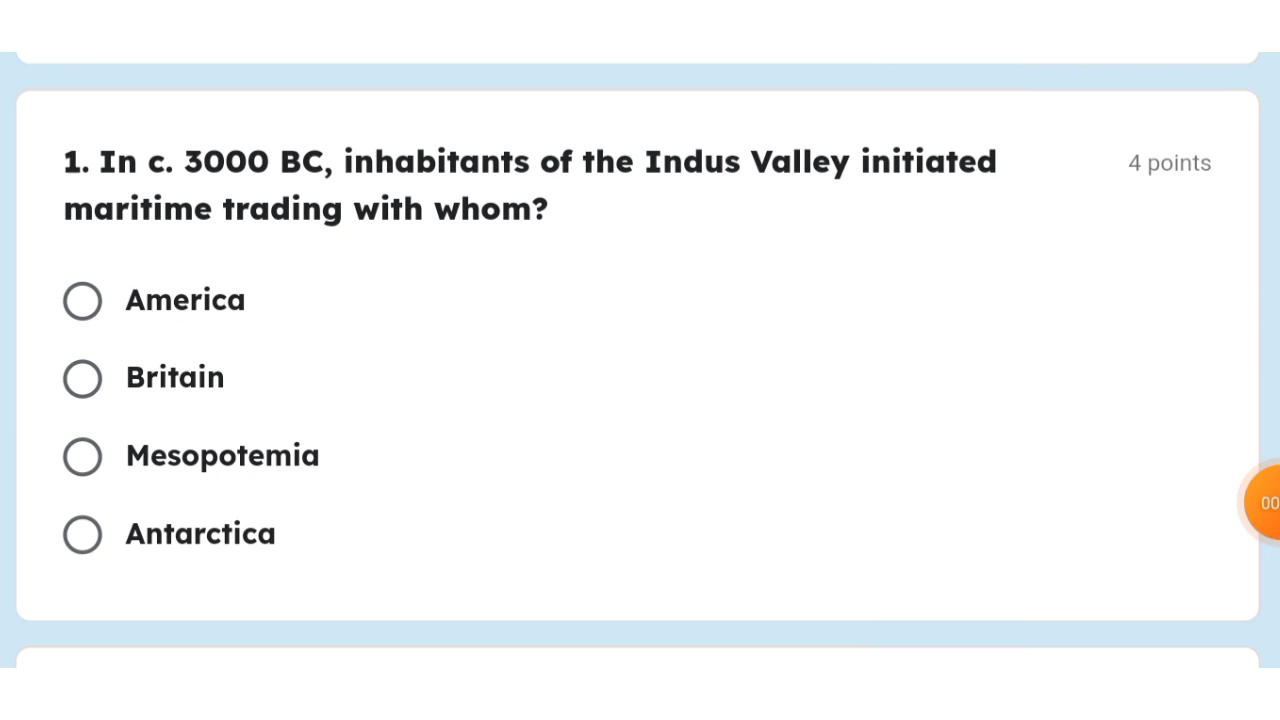 1. In c. 3000 BC, inhabitants of the Indus Valley initiated
4 points
maritime trading with whom?
America
Britain
Mesopotemia
Antarctica
00